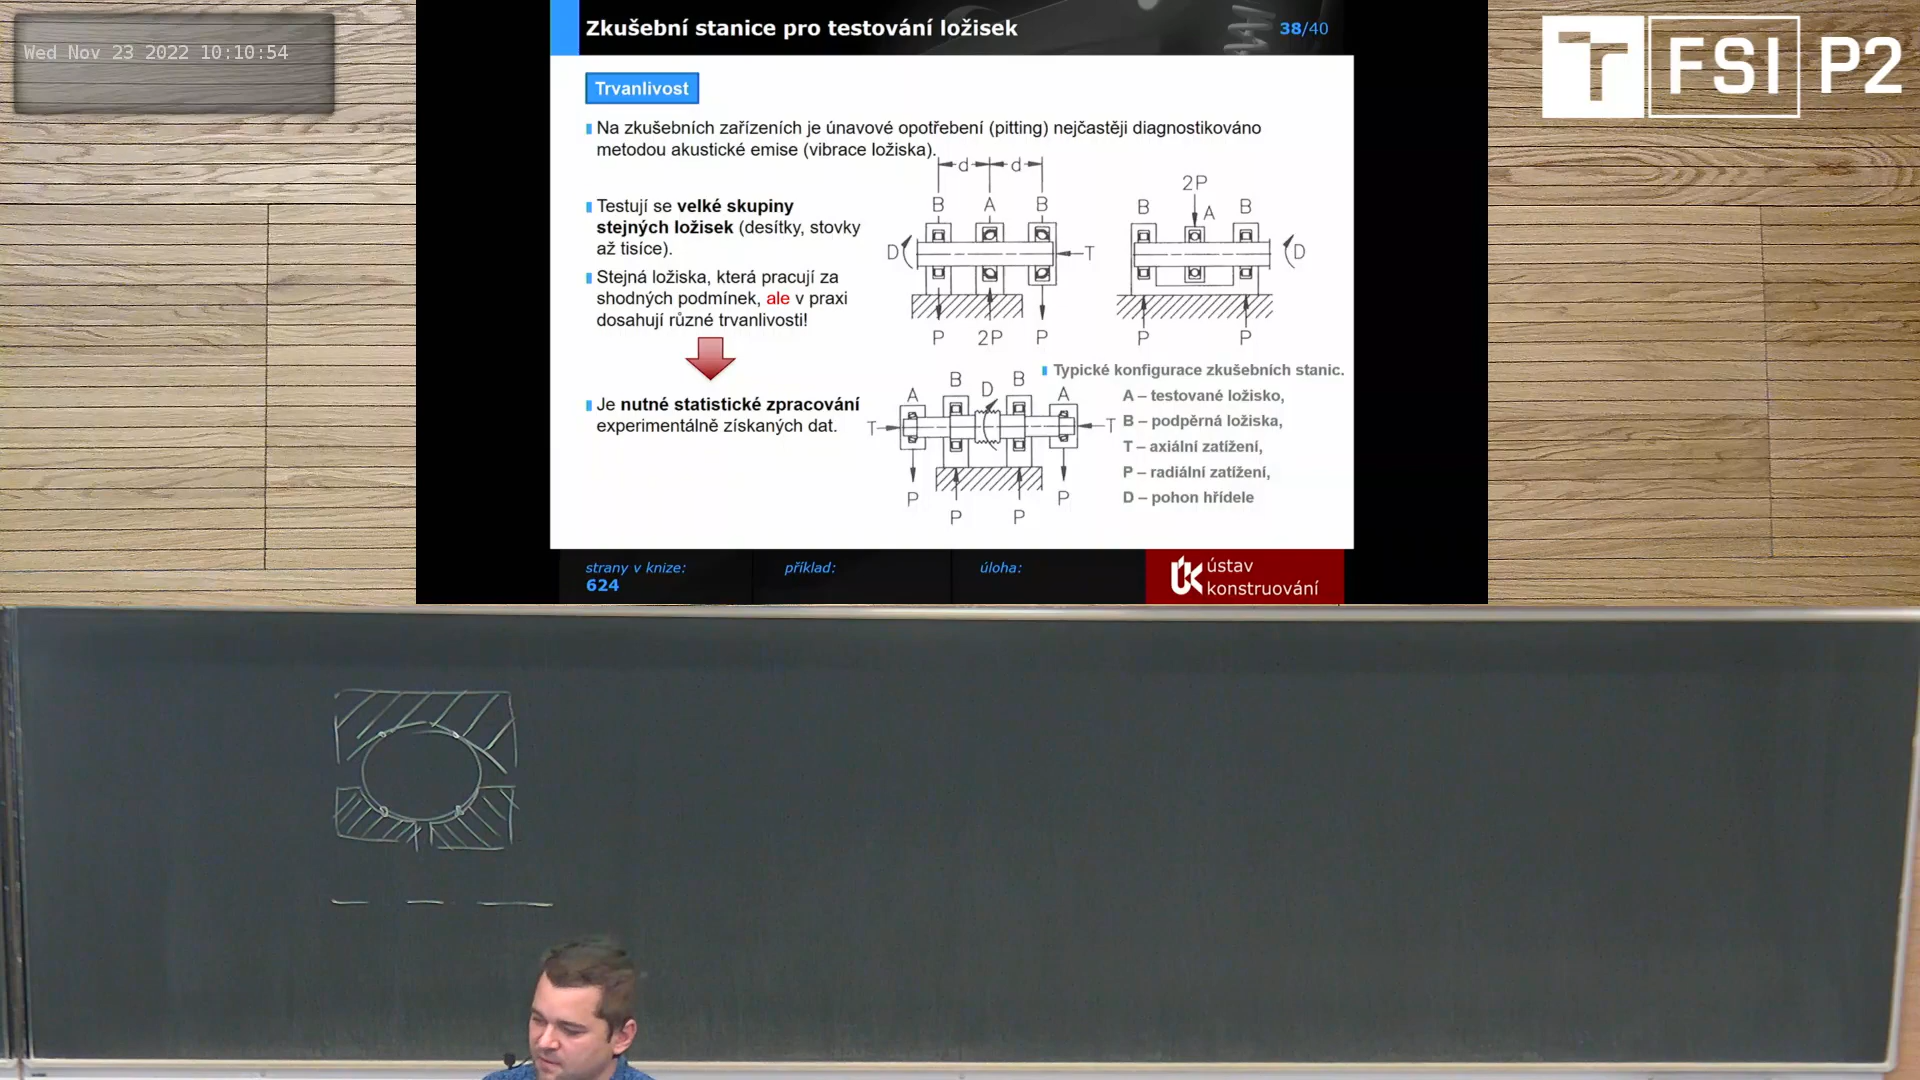 Wed Nov 23 2022 10:10:54
Zkušební stanice pro testování ložisek
38/40
T FSI P2
Trvanlivost
Na zkušebních zařízeních je únavové opotřebení (pitting) nejčastěji diagnostikováno
metodou akustické emise (vibrace ložiska).
Testují se velké skupiny
stejných ložisek (desítky, stovky
až tisíce).
Stejná ložiska, která pracují za
shodných podmínek, ale v praxi
dosahují různé trvanlivosti!
Je nutné statistické zpracování
experimentálně získaných dat.
d d
B A B
D T
P 2P P
2P
B A B
D
P P
A B D B A
T T
P P P P
Typické konfigurace zkušebních stanic.
A – testované ložisko,
B – podpěrná ložiska,
T – axiální zatížení,
P – radiální zatížení,
D – pohon hřídele
strany v knize:
624
příklad:
úloha:
ústav
konstruování